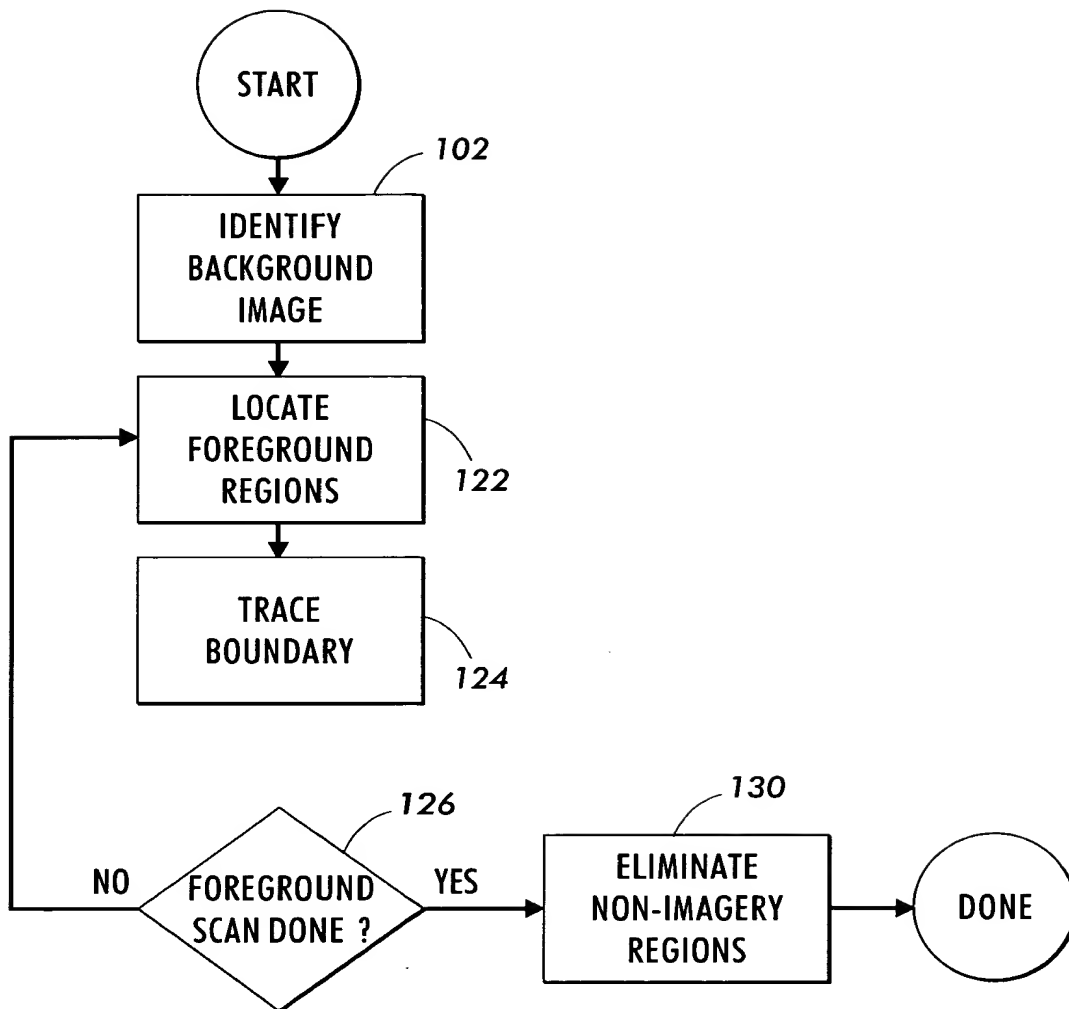 START
102
IDENTIFY
BACKGROUND
IMAGE
LOCATE
FOREGROUND
REGIONS
122
TRACE
BOUNDARY
124
126
NO
FOREGROUND
SCAN DONE ?
YES
130
ELIMINATE
NON-IMAGERY
REGIONS
DONE